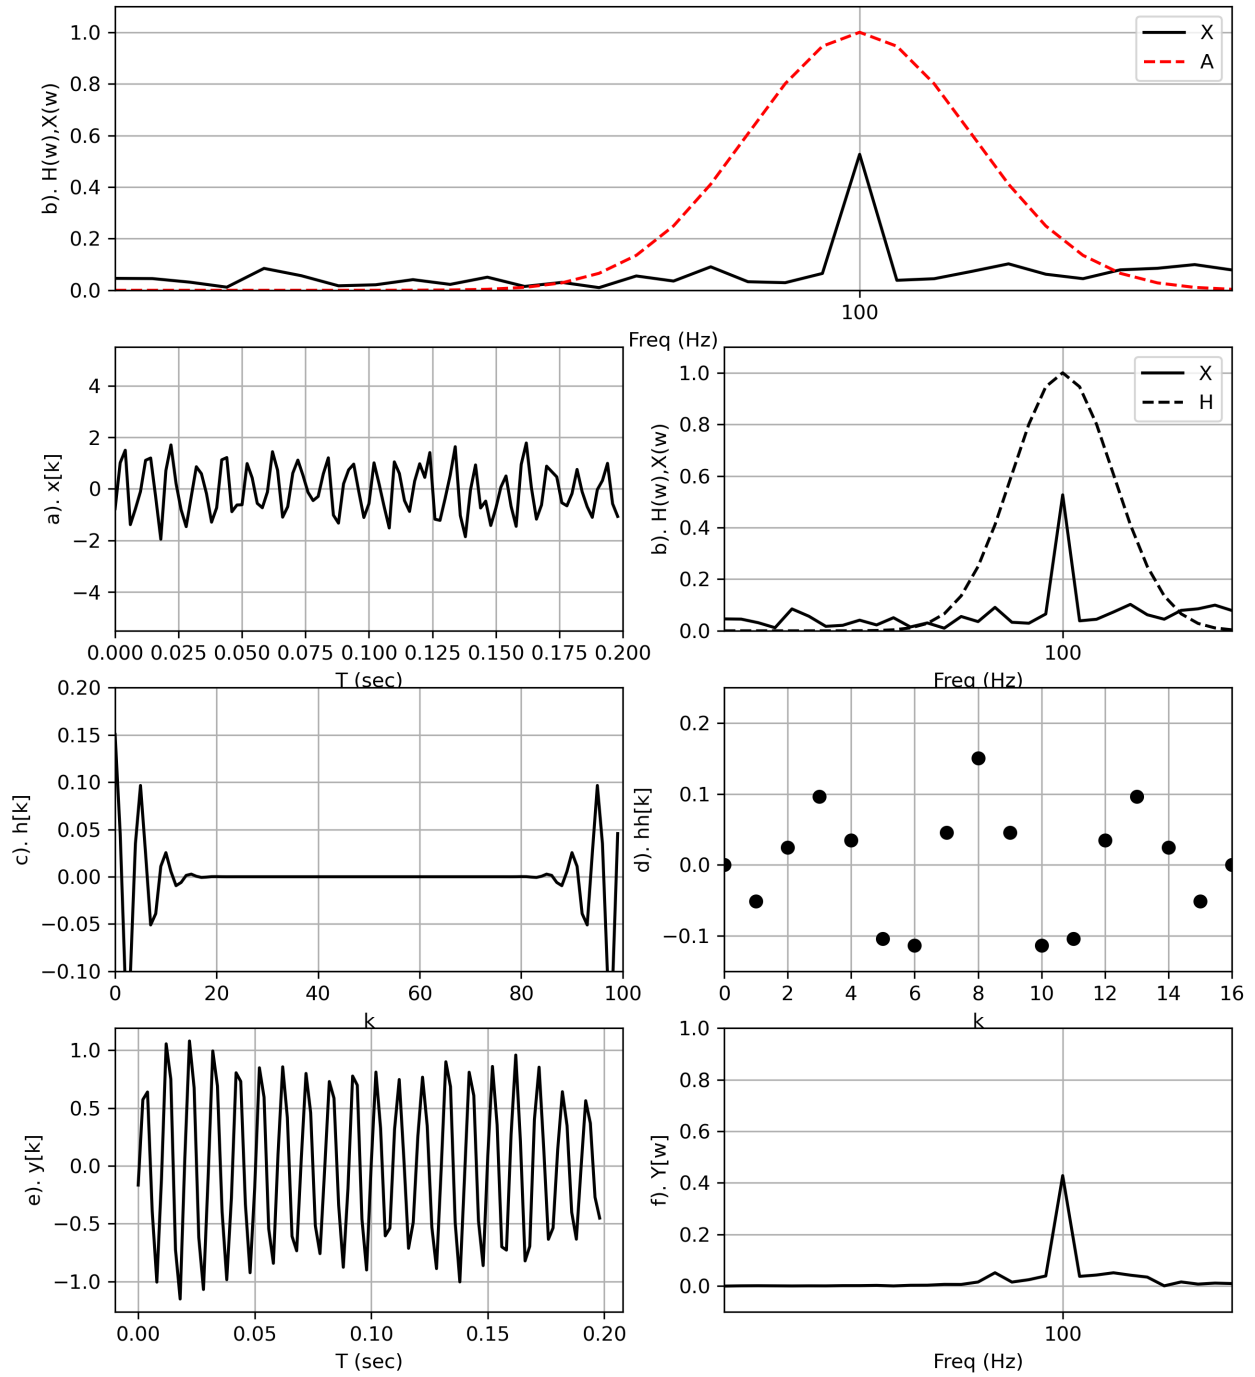 b). H(w),X(w)
1.0
0.8
0.6
0.4
0.2
0.0
X
A
100
Freq (Hz)
a). x[k]
4
2
0
−2
−4
0.000 0.025 0.050 0.075 0.100 0.125 0.150 0.175 0.200
T (sec)
b). H(w),X(w)
1.0
0.8
0.6
0.4
0.2
0.0
X
H
100
Freq (Hz)
c). h[k]
0.20
0.15
0.10
0.05
0.00
−0.05
−0.10
0 20 40 60 80 100
k
d). hh[k]
0.2
0.1
0.0
−0.1
0 2 4 6 8 10 12 14 16
k
e). y[k]
1.0
0.5
0.0
−0.5
−1.0
0.00 0.05 0.10 0.15 0.20
T (sec)
f). Y[w]
1.0
0.8
0.6
0.4
0.2
0.0
100
Freq (Hz)